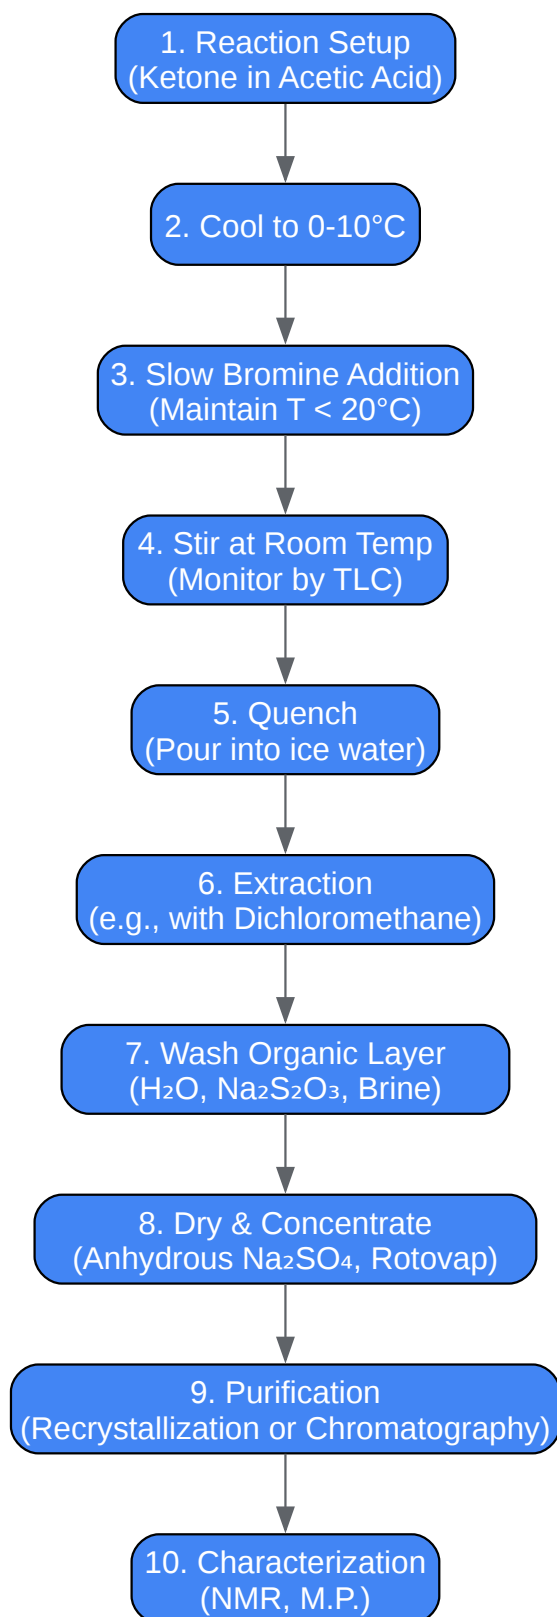 1. Reaction Setup
(Ketone in Acetic Acid)
2. Cool to 0-10°C
3. Slow Bromine Addition
(Maintain T < 20°C)
4. Stir at Room Temp
(Monitor by TLC)
5. Quench
(Pour into ice water)
6. Extraction
(e.g., with Dichloromethane)
7. Wash Organic Layer
(H₂O, Na₂S₂O₃, Brine)
8. Dry & Concentrate
(Anhydrous Na₂SO₄, Rotovap)
9. Purification
(Recrystallization or Chromatography)
10. Characterization
(NMR, M.P.)